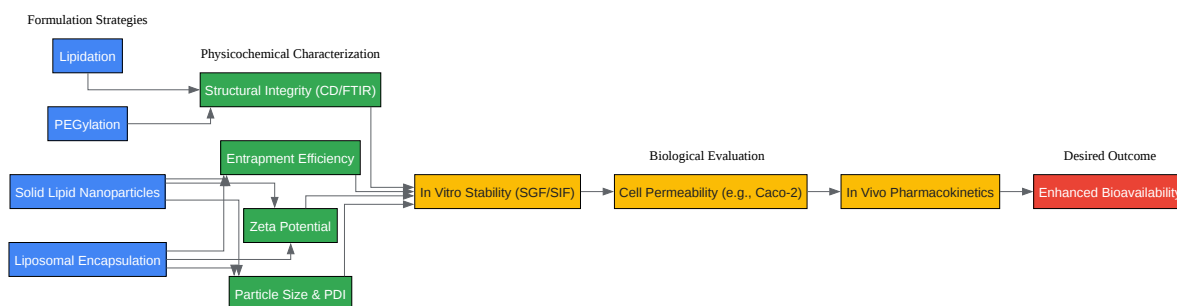 Formulation Strategies
Lipidation
PEGylation
Solid Lipid Nanoparticles
Liposomal Encapsulation
Physicochemical Characterization
Structural Integrity (CD/FTIR)
Entrapment Efficiency
Zeta Potential
Particle Size & PDI
Biological Evaluation
In Vitro Stability (SGF/SIF)
Cell Permeability (e.g., Caco-2)
In Vivo Pharmacokinetics
Desired Outcome
Enhanced Bioavailability